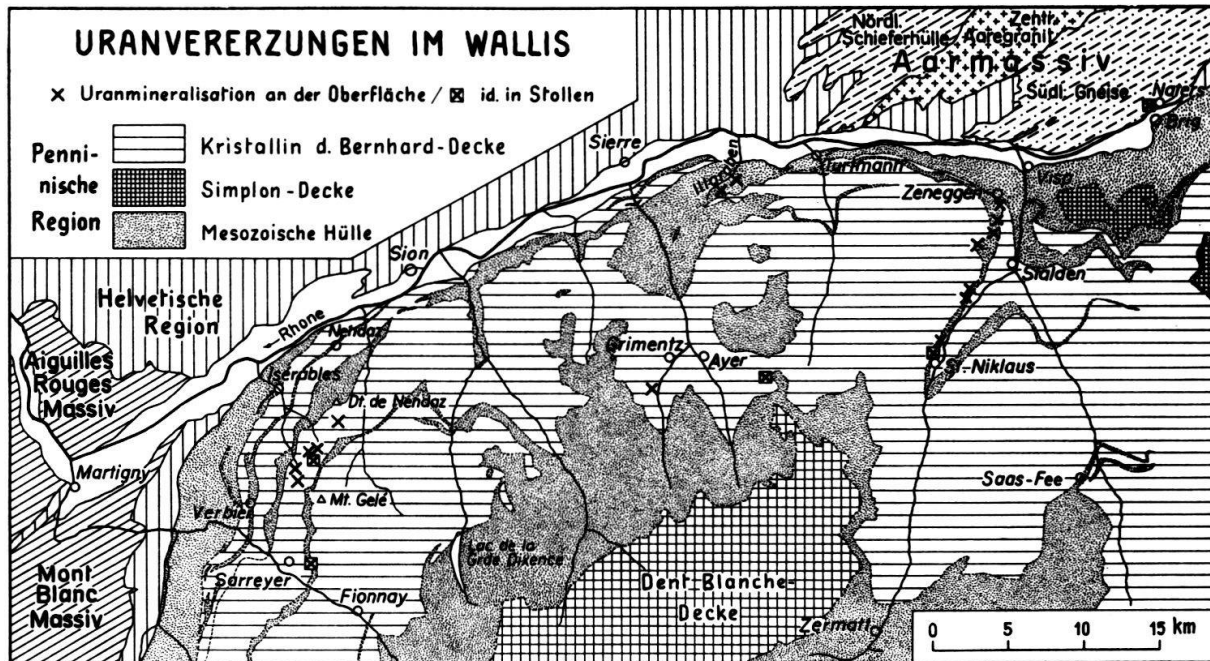 URANVERERZUNGEN IM WALLIS
× Uranmineralisation an der Oberfläche / id. in Stollen
Penni-
nische
Region
Kristallin d. Bernhard-Decke
Simplon-Decke
Mesozoische Hülle
Nördl.
Schieferhülle
Zentr.
Aaregranit
Aarmassiv
Südl. Gneise
Naters
Brig
Sierre
Illgraben
Turtmann
Visp
Zeneggen
Sion
Stalden
Helvetische
Region
← Rhone
Nendaz
Aiguilles
Rouges
Massiv
Isérables
Dt. de Nendaz
Grimentz
Ayer
St.-Niklaus
Martigny
Mt. Gelé
Saas-Fee
Verbier
Lac. de la
Grde Dixence
Sarreyer
Mont
Blanc
Massiv
Fionnay
Dent Blanche-
Decke
Zermatt
0 5 10 15 km